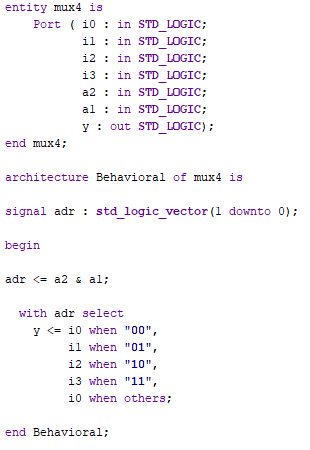 entity mux4 is
Port ( i0 : in STD_LOGIC;
i1 : in STD_LOGIC;
i2 : in STD_LOGIC;
i3 : in STD_LOGIC;
a2 : in STD_LOGIC;
a1 : in STD_LOGIC;
y : out STD_LOGIC);
end mux4;
architecture Behavioral of mux4 is
signal adr : std_logic_vector(1 downto 0);
begin
adr <= a2 & a1;
with adr select
y <= i0 when "00",
i1 when "01",
i2 when "10",
i3 when "11",
i0 when others;
end Behavioral;